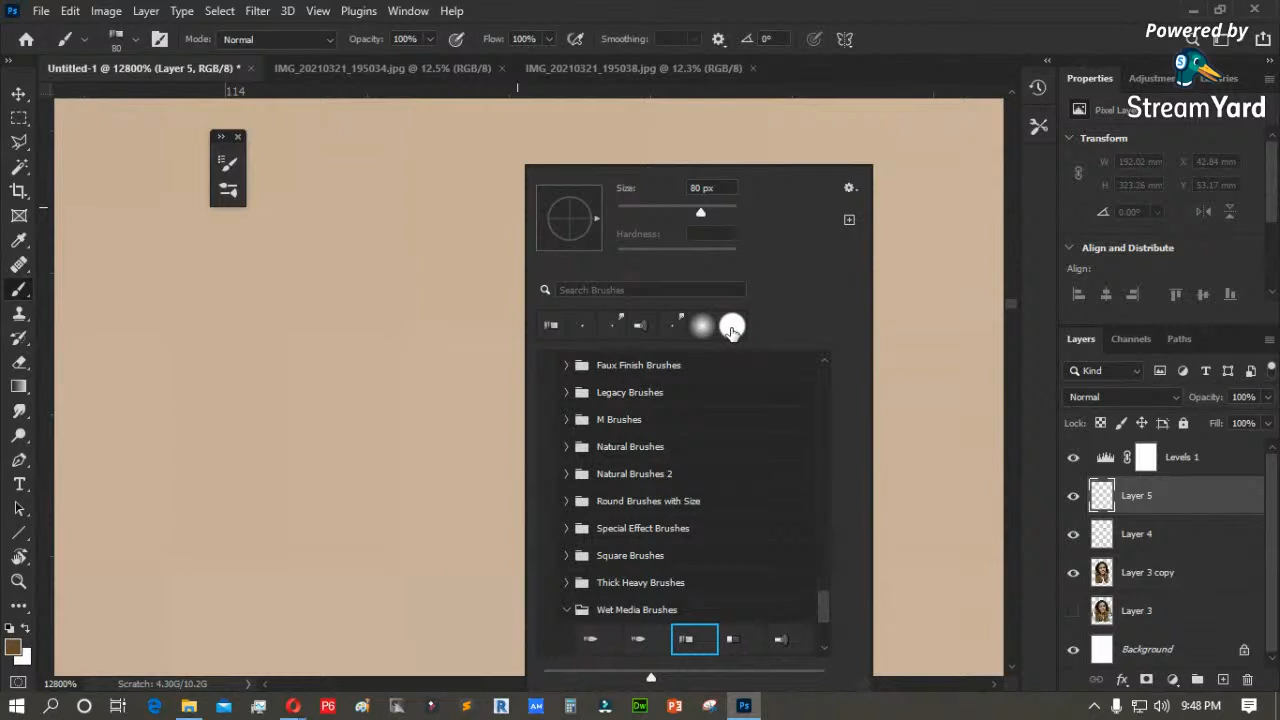 File Edit Image Layer Type Select Filter 3D View Plugins Window Help
Powered by
StreamYard
80 Mode: Normal Opacity: 100% Flow: 100% Smoothing: 0°
Untitled-1 @ 12800% (Layer 5, RGB/8) * IMG_20210321_195034.jpg @ 12.5% (RGB/8) IMG_20210321_195038.jpg @ 12.3% (RGB/8)
114
Size: 80 px
Hardness:
Search Brushes
Faux Finish Brushes
Legacy Brushes
M Brushes
Natural Brushes
Natural Brushes 2
Round Brushes with Size
Special Effect Brushes
Square Brushes
Thick Heavy Brushes
Wet Media Brushes
Properties
Transform
W 192.02 mm X 42.84 mm
H 323.26 mm Y 53.17 mm
0.00°
Align and Distribute
Align:
Layers Channels Paths
Kind
Normal Opacity: 100%
Lock: Fill: 100%
Levels 1
Layer 5
Layer 4
Layer 3 copy
Layer 3
Background
12800% Scratch: 4.30G/10.2G
9:48 PM